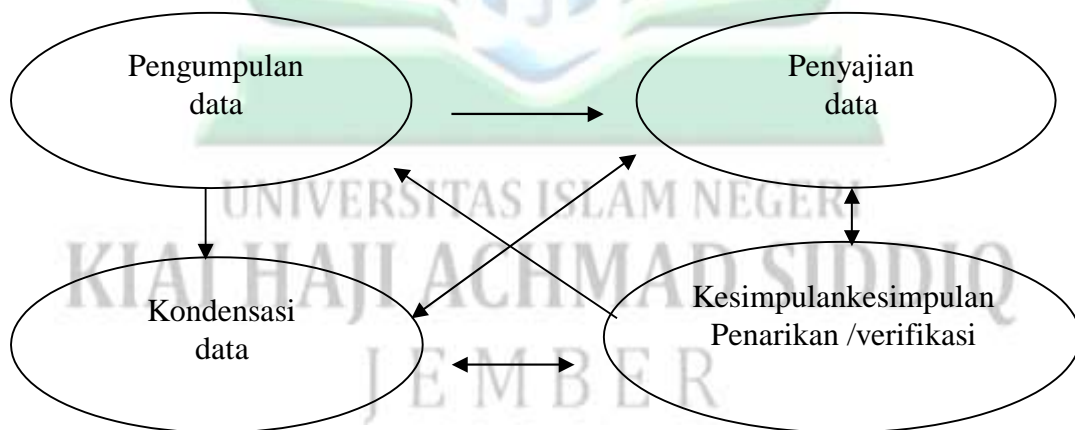 Pengumpulan
data
Penyajian
data
UNIVERSITAS ISLAM NEGERI
KIAI HAJI ACHMAD SIDDIQ
Kondensasi
data
Kesimpulankesimpulan
Penarikan /verifikasi
JEMBER